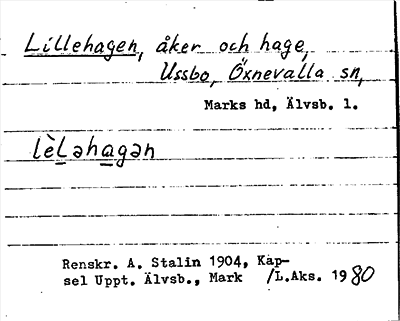 Lillehagen, åker och hage,
Ussbo, Öxnevalla sn,
Marks hd, Älvsb. l.
lèLahagan
Renskr. A. Stalin 1904, Kap-
sel Uppt. Älvsb., Mark /L.Aks. 1980